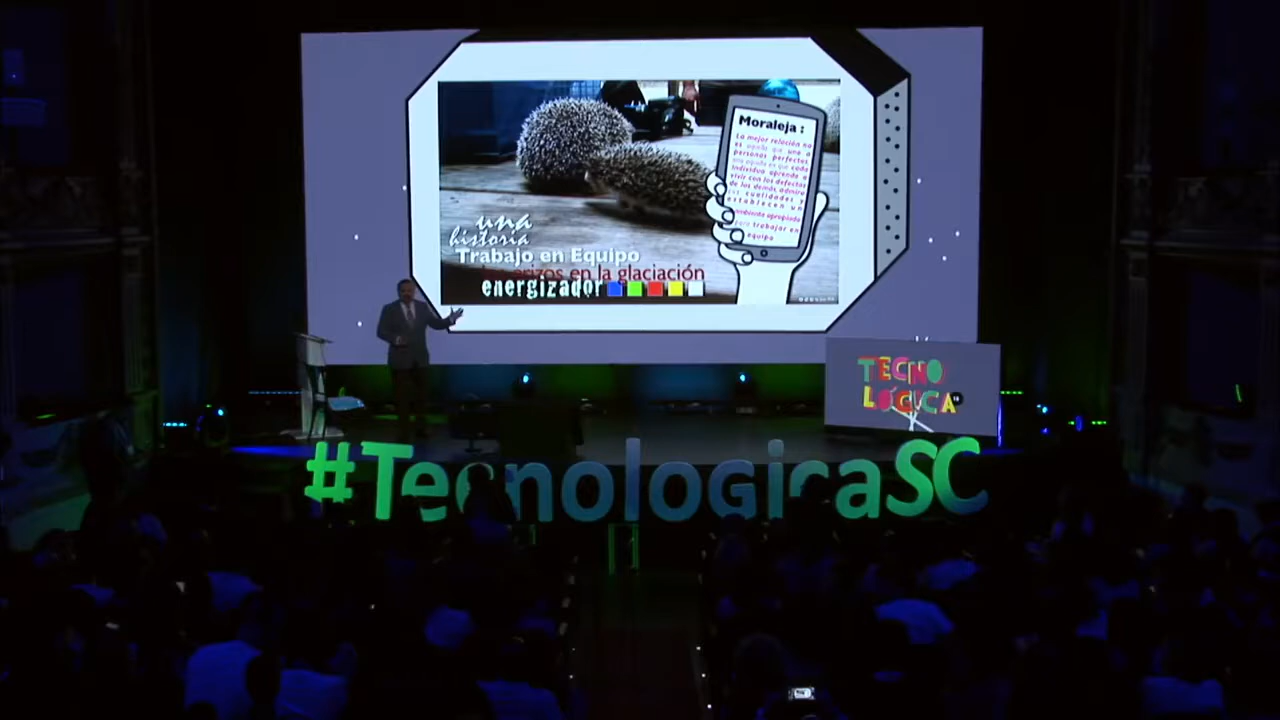 Moraleja :
La mejor relación no
es aquella que une a
personas perfectas,
una aquella en que cada
individuo aprende a
vivir con los defectos
de los demás, admira
sus cualidades y
establecen un
ambiente apropiado
para trabajar en
equipo
una
historia
Trabajo en Equipo
erizos en la glaciación
energizador
TECNO
LÓGICA
#TecnologicaSC